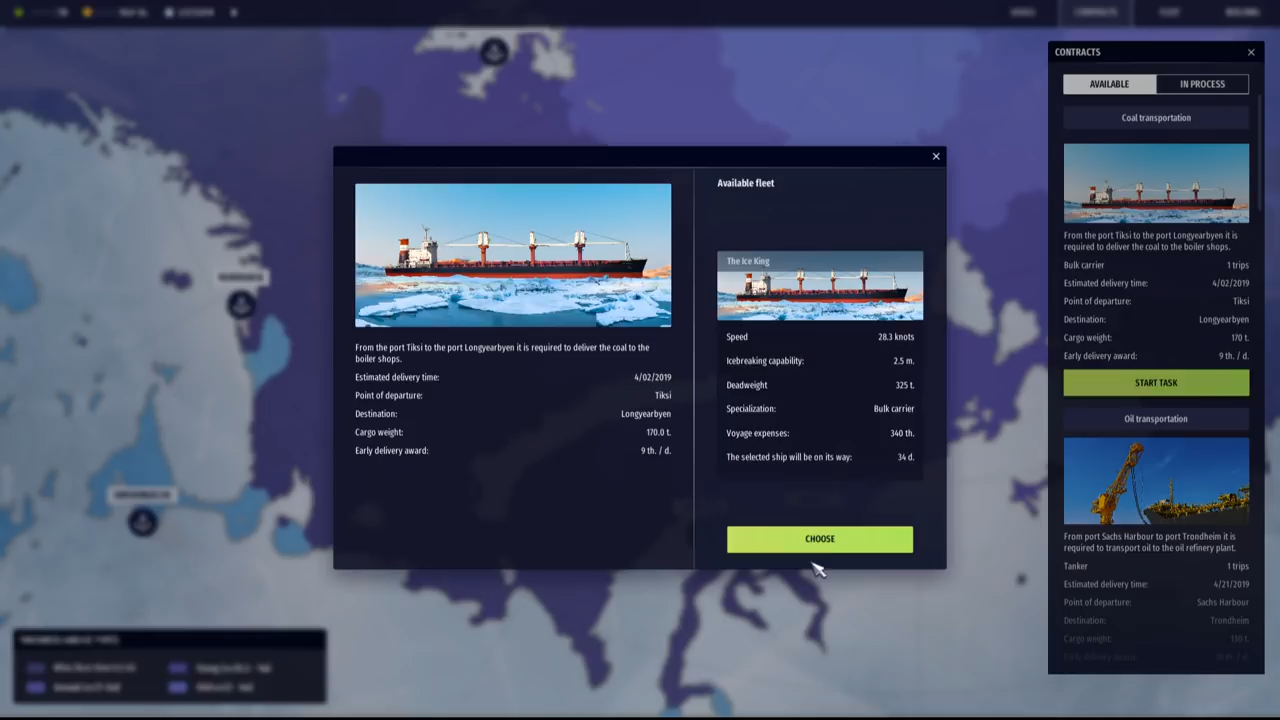 CONTRACTS
AVAILABLE
IN PROCESS
Coal transportation
From the port Tiksi to the port Longyearbyen it is
required to deliver the coal to the boiler shops.
Bulk carrier 1 trips
Estimated delivery time: 4/02/2019
Point of departure: Tiksi
Destination: Longyearbyen
Cargo weight: 170 t.
Early delivery award: 9 th. / d.
START TASK
Oil transportation
From port Sachs Harbour to port Trondheim it is
required to transport oil to the oil refinery plant.
Tanker 1 trips
Estimated delivery time: 4/21/2019
Point of departure: Sachs Harbour
Destination: Trondheim
Cargo weight: 130 t.
Early delivery award:
From the port Tiksi to the port Longyearbyen it is required to deliver the coal to the
boiler shops.
Estimated delivery time: 4/02/2019
Point of departure: Tiksi
Destination: Longyearbyen
Cargo weight: 170.0 t.
Early delivery award: 9 th. / d.
Available fleet
The Ice King
Speed 28.3 knots
Icebreaking capability: 2.5 m.
Deadweight 325 t.
Specialization: Bulk carrier
Voyage expenses: 340 th.
The selected ship will be on its way: 34 d.
CHOOSE